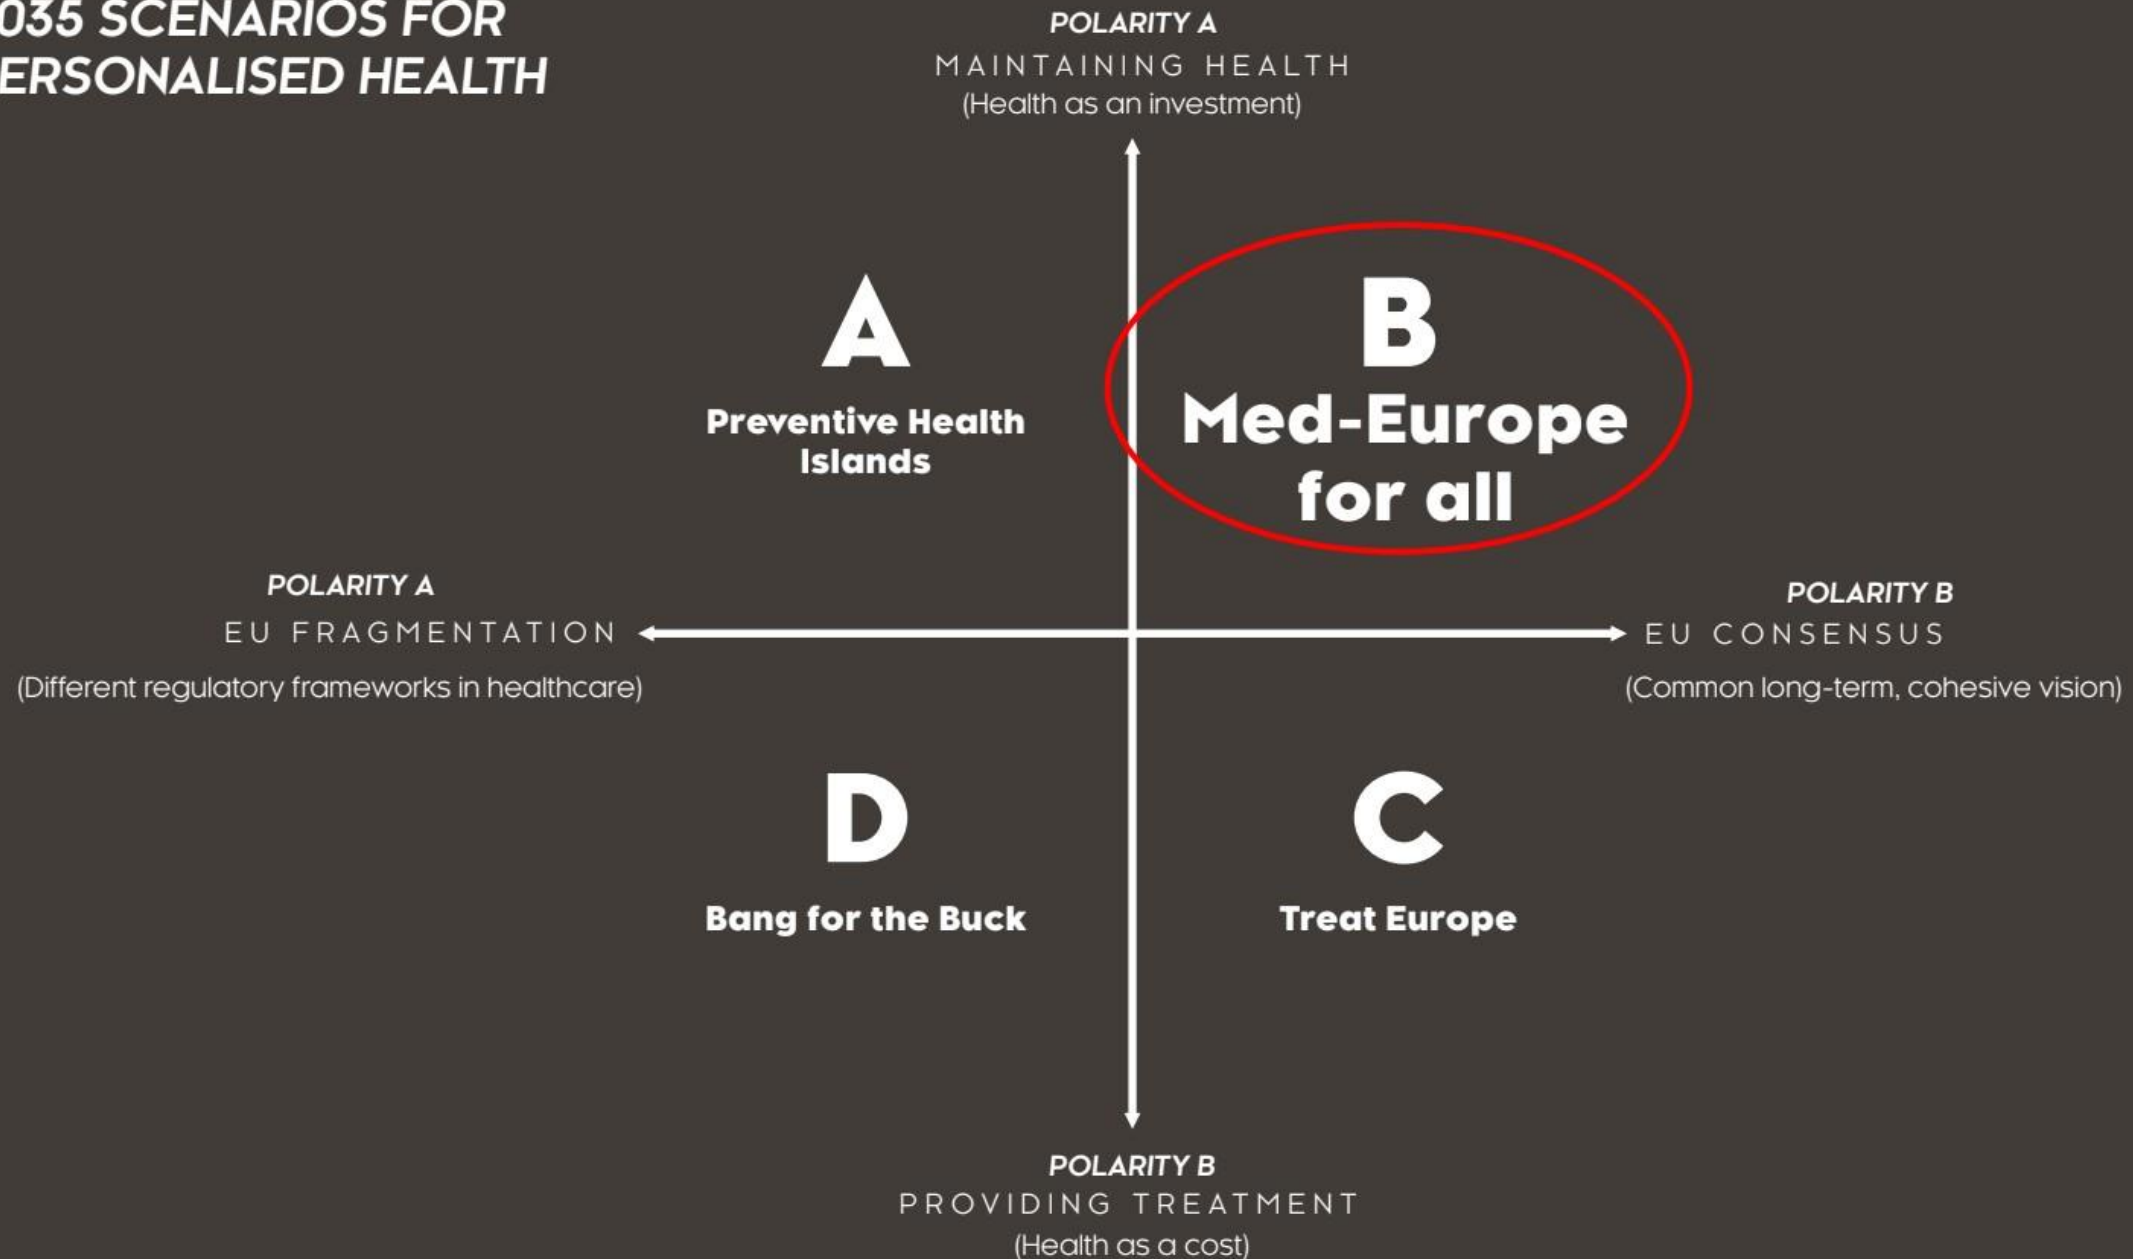 035 SCENARIOS FOR
ERSONALISED HEALTH
POLARITY A
MAINTAINING HEALTH
(Health as an investment)
A
Preventive Health
Islands
B
Med-Europe
for all
POLARITY A
EU FRAGMENTATION
(Different regulatory frameworks in healthcare)
POLARITY B
EU CONSENSUS
(Common long-term, cohesive vision)
D
Bang for the Buck
C
Treat Europe
POLARITY B
PROVIDING TREATMENT
(Health as a cost)